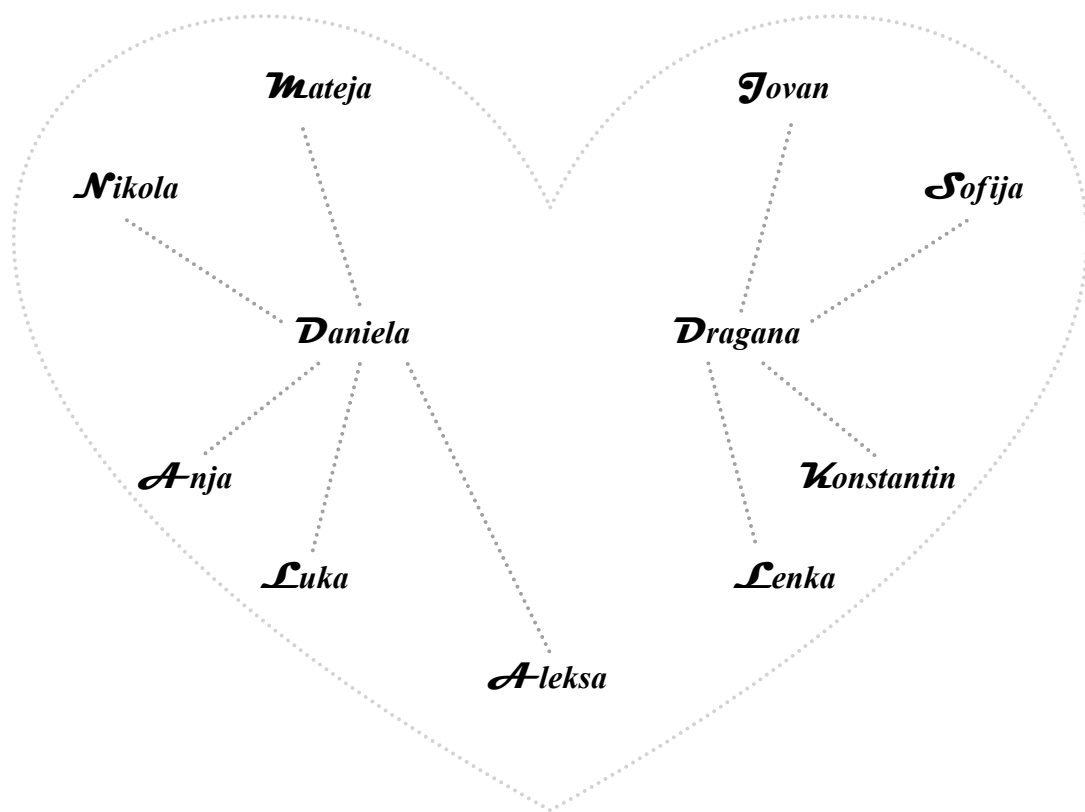 Mateja
Jovan
Nikola
Sofija
Daniela
Dragana
Anja
Konstantin
Luka
Lenka
Aleksa